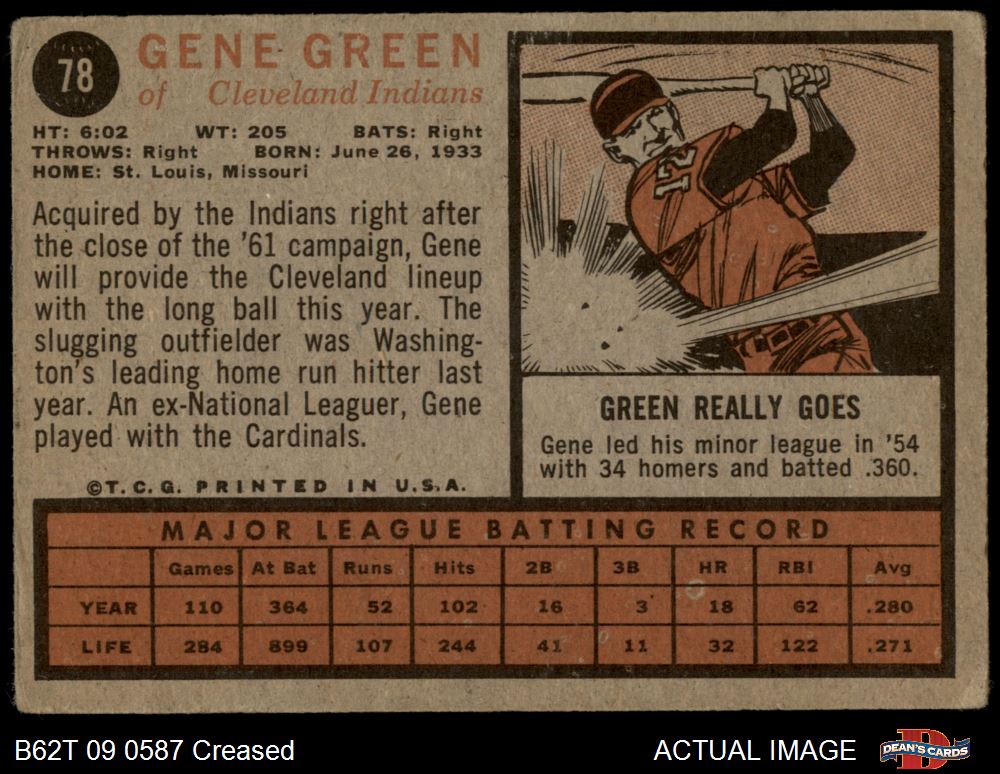 78
GENE GREEN
of Cleveland Indians
HT: 6:02 WT: 205 BATS: Right
THROWS: Right BORN: June 26, 1933
HOME: St. Louis, Missouri
Acquired by the Indians right after
the close of the '61 campaign, Gene
will provide the Cleveland lineup
with the long ball this year. The
slugging outfielder was Washing-
ton's leading home run hitter last
year. An ex-National Leaguer, Gene
played with the Cardinals.
©T.C.G. PRINTED IN U.S.A.
12
GREEN REALLY GOES
Gene led his minor league in '54
with 34 homers and batted .360.
MAJOR LEAGUE BATTING RECORD
Games At Bat Runs Hits 2B 3B HR RBI Avg
YEAR 110 364 52 102 16 3 18 62 .280
LIFE 284 899 107 244 41 11 32 122 .271
B62T 09 0587 Creased ACTUAL IMAGE DEAN'S CARDS